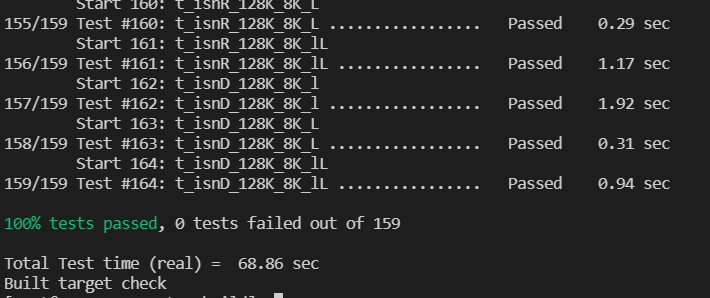 Start 160: t_isnR_128K_8K_L
155/159 Test #160: t_isnR_128K_8K_L .................   Passed    0.29 sec
Start 161: t_isnR_128K_8K_lL
156/159 Test #161: t_isnR_128K_8K_lL ................   Passed    1.17 sec
Start 162: t_isnD_128K_8K_l
157/159 Test #162: t_isnD_128K_8K_l .................   Passed    1.92 sec
Start 163: t_isnD_128K_8K_L
158/159 Test #163: t_isnD_128K_8K_L .................   Passed    0.31 sec
Start 164: t_isnD_128K_8K_lL
159/159 Test #164: t_isnD_128K_8K_lL ................   Passed    0.94 sec
100% tests passed, 0 tests failed out of 159
Total Test time (real) =  68.86 sec
Built target check